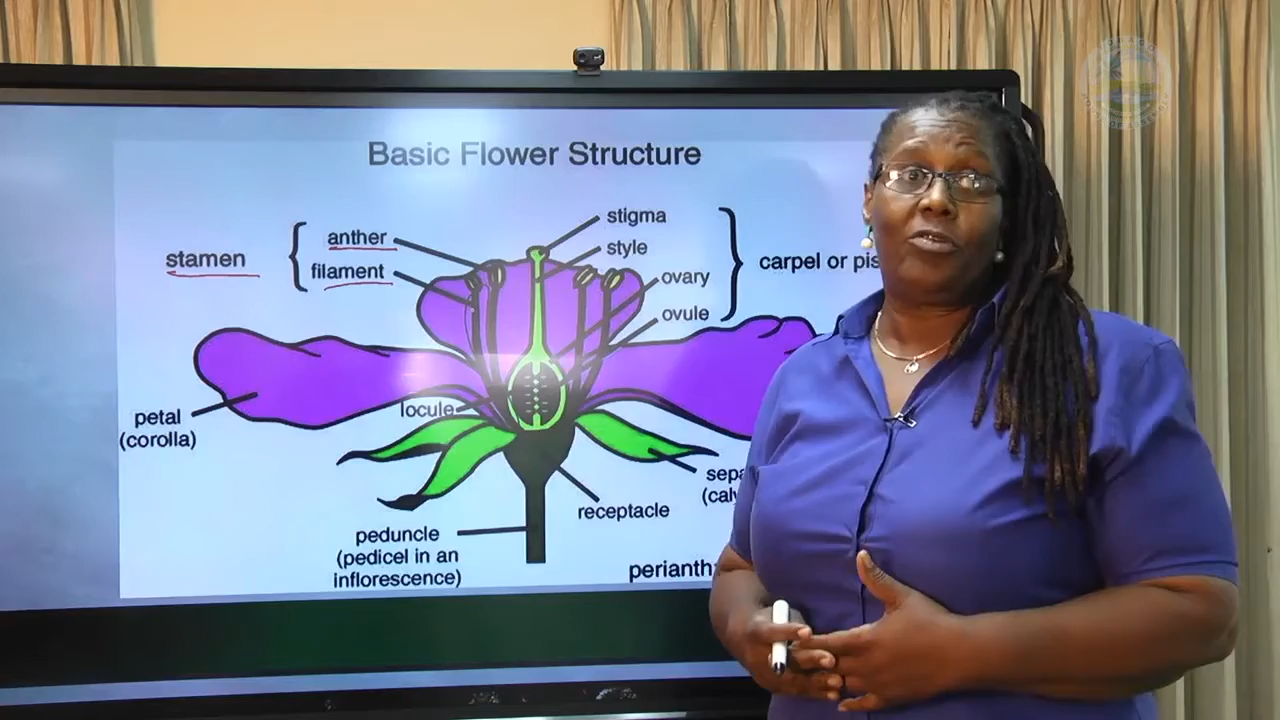 Basic Flower Structure
stigma
anther
style
stamen
filament
carpel or pis
ovary
ovule
locule
petal
(corolla)
sepa
(caly
receptacle
peduncle
(pedicel in an
inflorescence)
perianth: